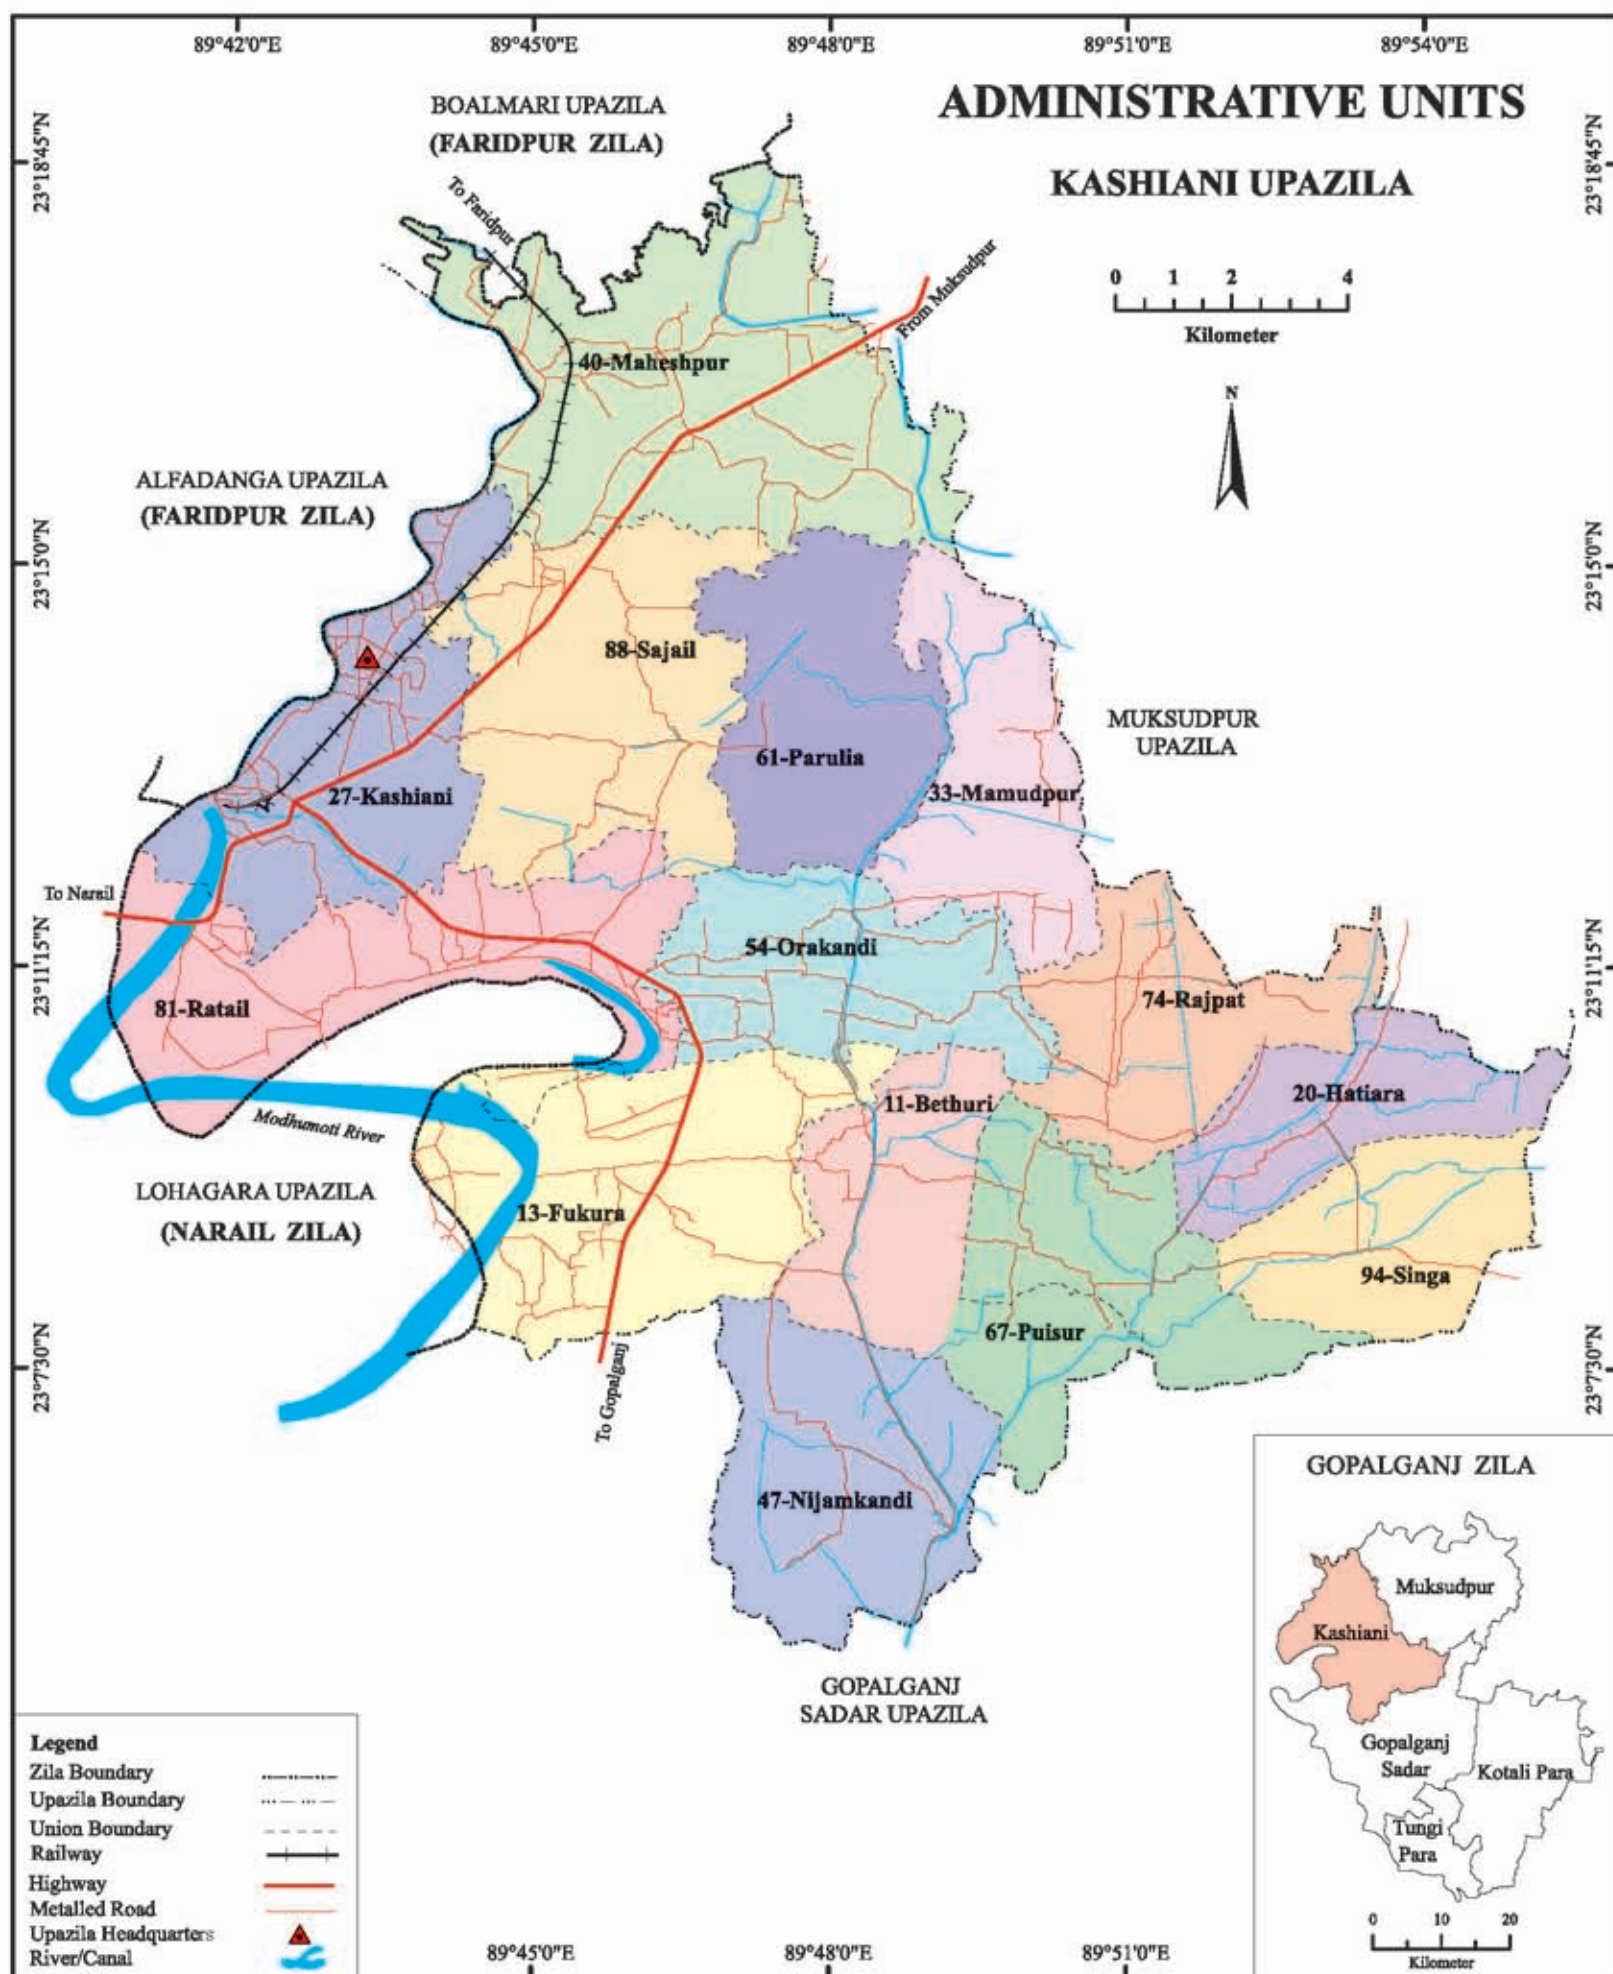 89°42'0"E
89°45'0"E
89°48'0"E
89°51'0"E
89°54'0"E
ADMINISTRATIVE UNITS
KASHIANI UPAZILA
BOALMARI UPAZILA
(FARIDPUR ZILA)
23°18'45"N
23°18'45"N
To Faridpur
From Muksudpur
0 1 2 4
Kilometer
N
40-Maheshpur
ALFADANGA UPAZILA
(FARIDPUR ZILA)
23°15'0"N
23°15'0"N
88-Sajail
MUKSUDPUR
UPAZILA
61-Parulia
33-Mamudpur
27-Kashiani
To Narail
54-Orakandi
23°11'15"N
23°11'15"N
74-Rajpat
81-Ratail
20-Hatiara
11-Bethuri
Modhumoti River
LOHAGARA UPAZILA
(NARAIL ZILA)
13-Fukura
94-Singa
67-Puisur
23°7'30"N
23°7'30"N
To Gopalganj
47-Nijamkandi
GOPALGANJ
SADAR UPAZILA
GOPALGANJ ZILA
Muksudpur
Kashiani
Gopalganj
Sadar
Kotali Para
Tungi
Para
0 10 20
Kilometer
Legend
Zila Boundary
Upazila Boundary
Union Boundary
Railway
Highway
Metalled Road
Upazila Headquarters
River/Canal
89°45'0"E
89°48'0"E
89°51'0"E